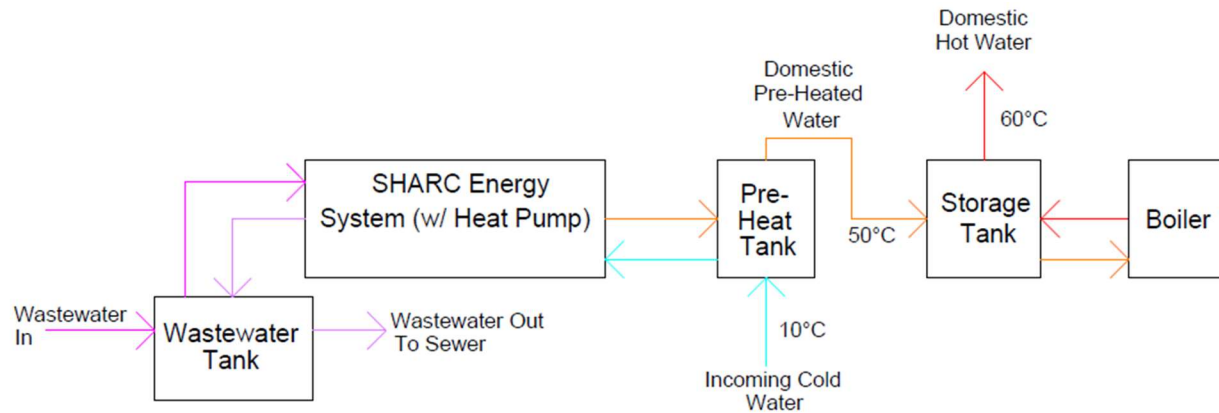 Domestic
Hot Water
Domestic
Pre-Heated
Water
60°C
SHARC Energy
System (w/ Heat Pump)
Pre-
Heat
Tank
50°C
Storage
Tank
Boiler
Wastewater
In
Wastewater
Tank
Wastewater Out
To Sewer
10°C
Incoming Cold
Water